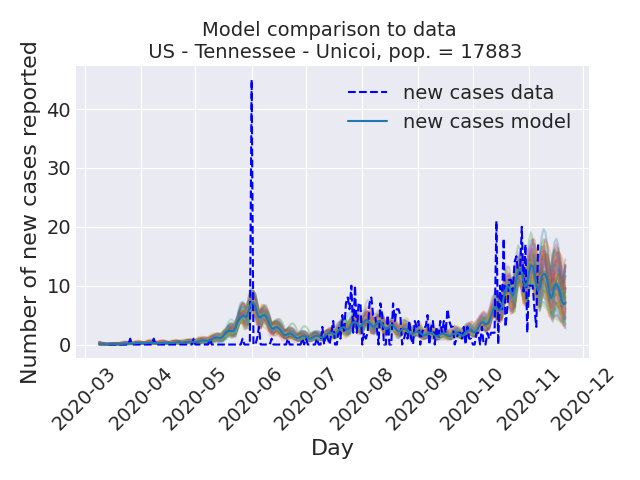 Model comparison to data
US - Tennessee - Unicoi, pop. = 17883
Number of new cases reported
40
30
20
10
0
new cases data
new cases model
2020-03
2020-04
2020-05
2020-06
2020-07
2020-08
2020-09
2020-10
2020-11
2020-12
Day